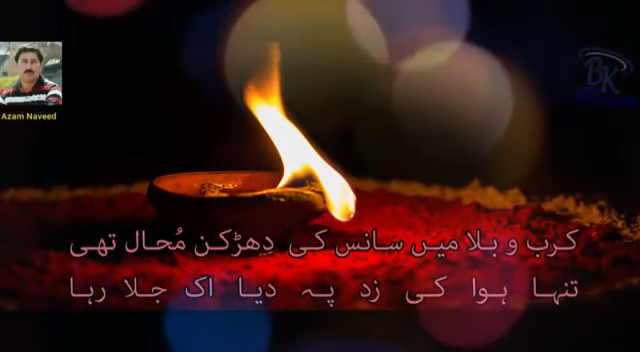 BK
Azam Naveed
کرب و بلا میں سانس کی دِھڑکن مُحال تھی
تنہا ہوا کی زد پہ دیا اک جلا رہا